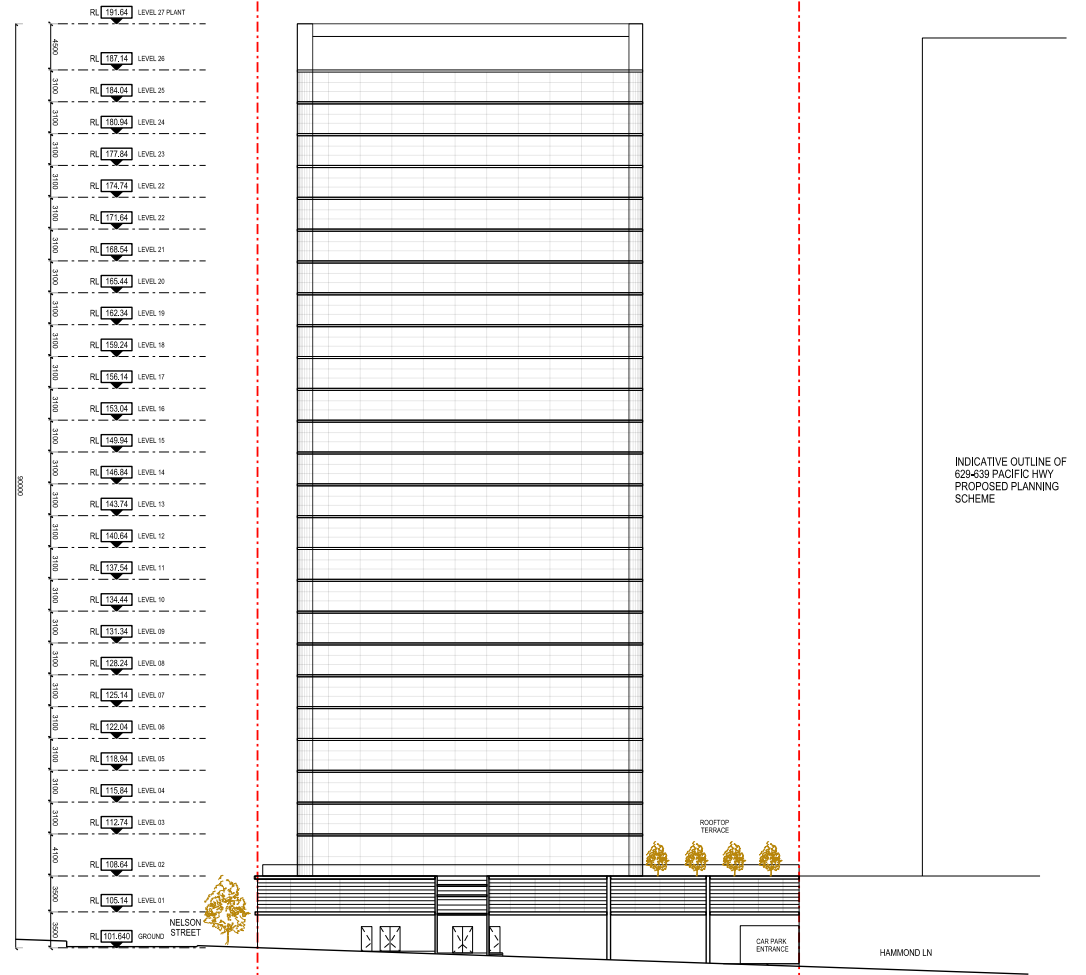 RL 191.64 LEVEL 27 PLANT
4500
RL 187.14 LEVEL 26
3100
RL 184.04 LEVEL 25
3100
RL 180.94 LEVEL 24
3100
RL 177.84 LEVEL 23
3100
RL 174.74 LEVEL 22
3100
RL 171.64 LEVEL 22
3100
RL 168.54 LEVEL 21
3100
RL 165.44 LEVEL 20
3100
RL 162.34 LEVEL 19
3100
RL 159.24 LEVEL 18
3100
RL 156.14 LEVEL 17
3100
RL 153.04 LEVEL 16
3100
RL 149.94 LEVEL 15
3100
RL 146.84 LEVEL 14
3100
RL 143.74 LEVEL 13
3100
RL 140.64 LEVEL 12
3100
RL 137.54 LEVEL 11
3100
RL 134.44 LEVEL 10
3100
RL 131.34 LEVEL 09
3100
RL 128.24 LEVEL 08
3100
RL 125.14 LEVEL 07
3100
RL 122.04 LEVEL 06
3100
RL 118.94 LEVEL 05
3100
RL 115.84 LEVEL 04
3100
RL 112.74 LEVEL 03
4100
RL 108.64 LEVEL 02
3500
RL 105.14 LEVEL 01
3500
RL 101.640 GROUND
90000
NELSON
STREET
ROOFTOP
TERRACE
CAR PARK
ENTRANCE
HAMMOND LN
INDICATIVE OUTLINE OF
629-639 PACIFIC HWY
PROPOSED PLANNING
SCHEME